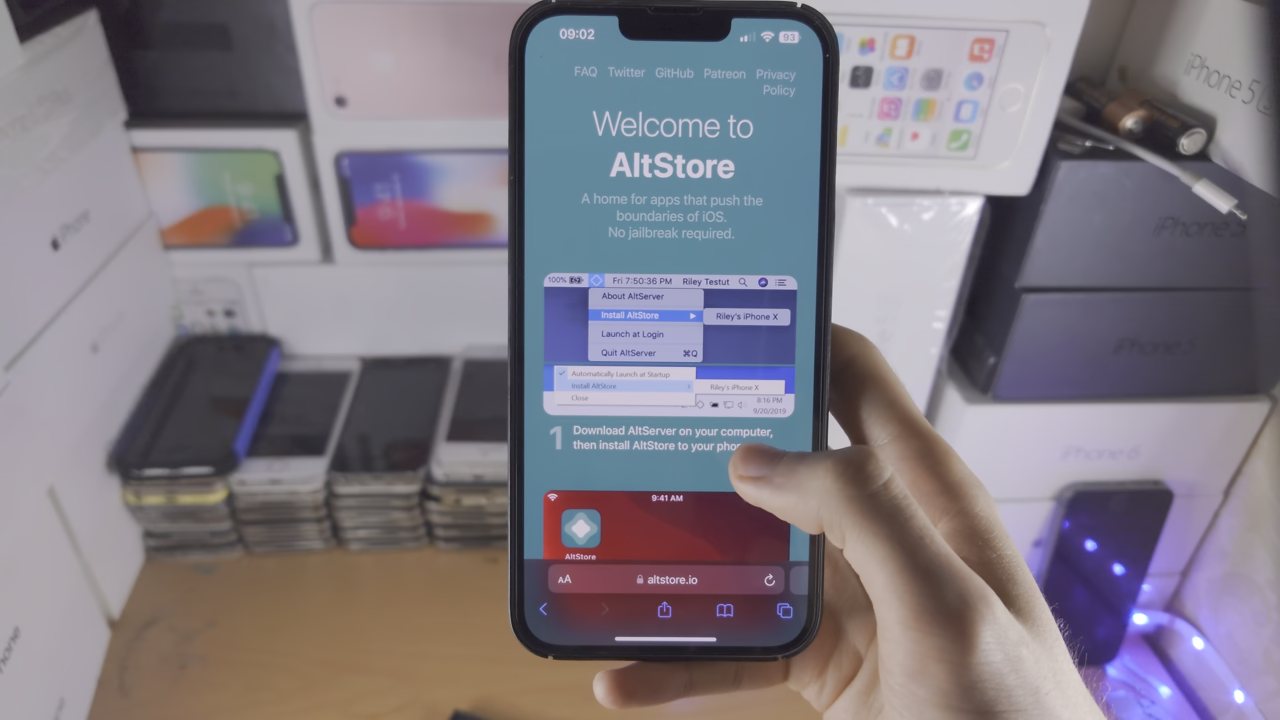 09:02
93
FAQ Twitter GitHub Patreon Privacy
Policy
Welcome to
AltStore
A home for apps that push the
boundaries of iOS.
No jailbreak required.
100% Fri 7:50:36 PM Riley Testut
About AltServer
Install AltStore ▶ Riley's iPhone X
Launch at Login
Quit AltServer ⌘Q
Automatically Launch at Startup
Install AltStore Riley's iPhone X
Close
8:16 PM
9/20/2019
1 Download AltServer on your computer,
then install AltStore to your
9:41 AM
AltStore
AA altstore.io
iPhone
iPhone 5
iPhone 5
iPhone 5
iPhone 6